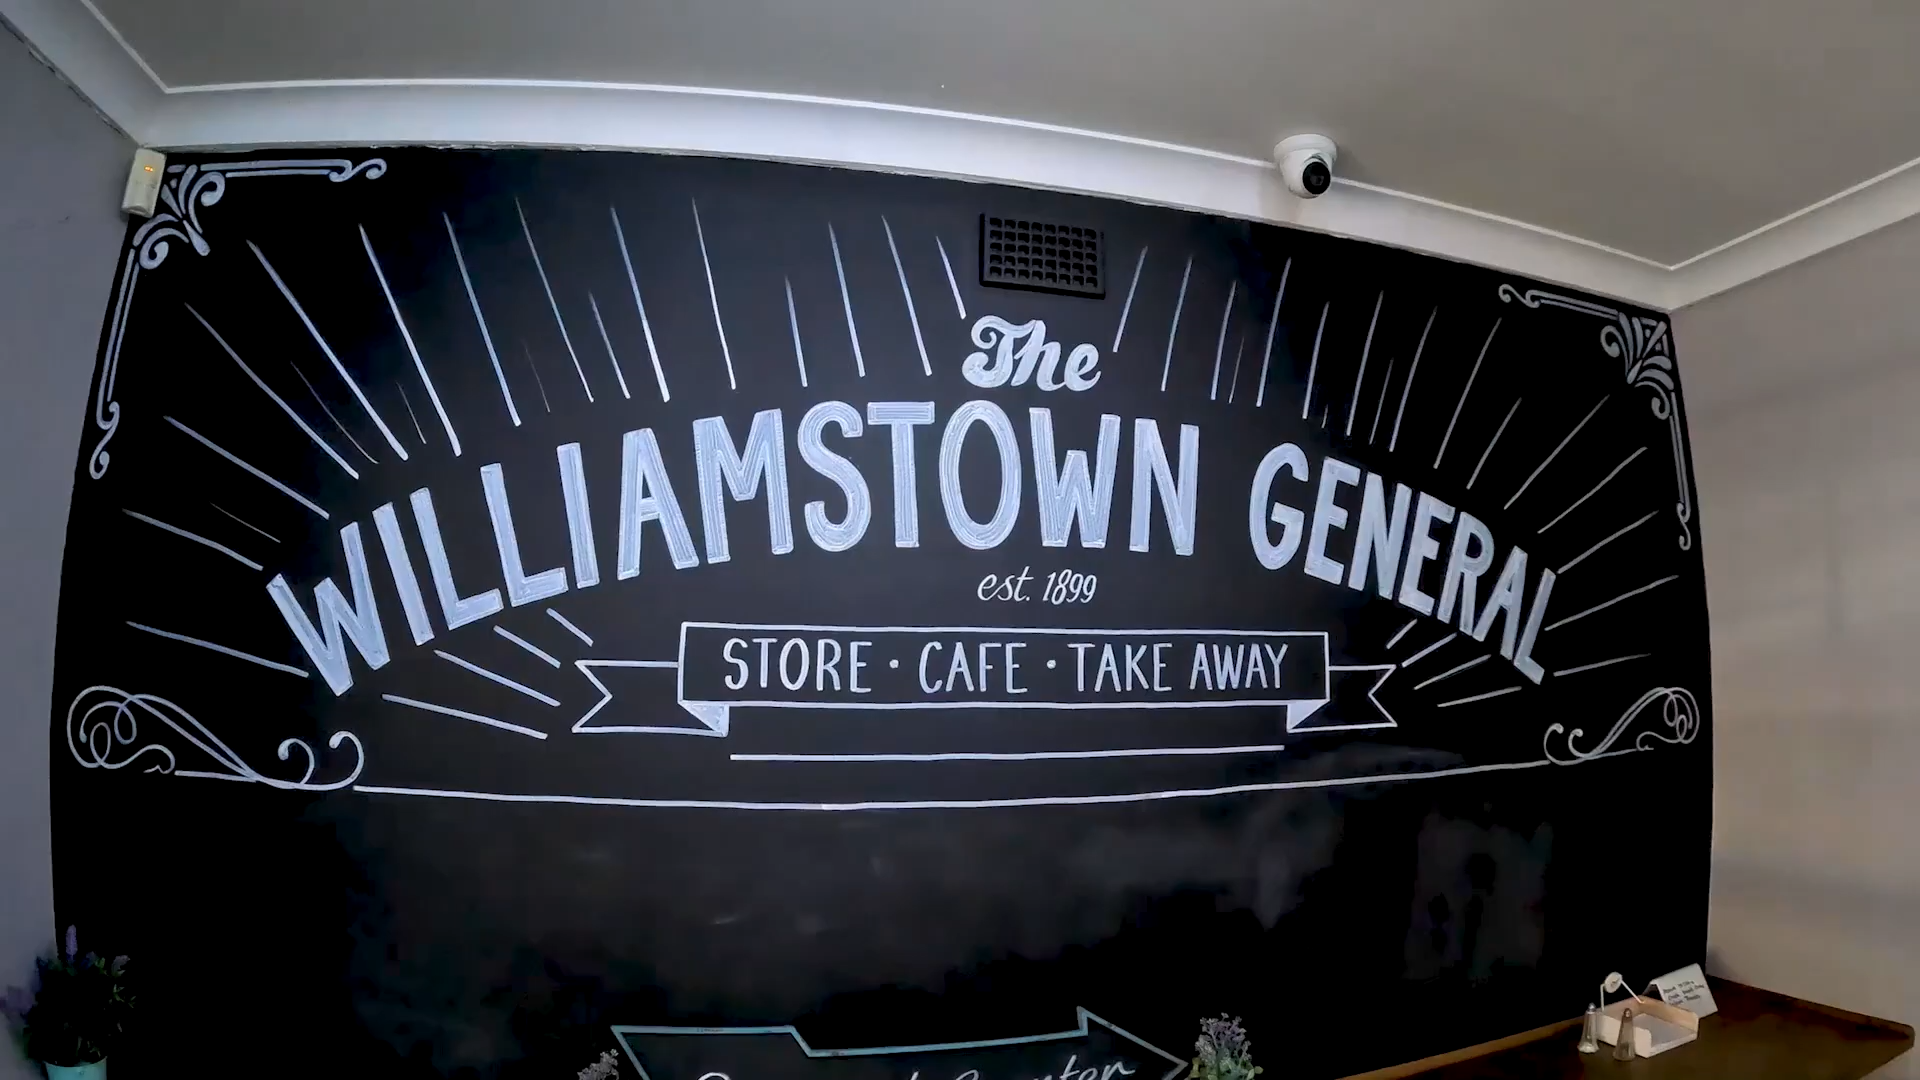 The
WILLIAMSTOWN GENERAL
est. 1899
STORE • CAFE • TAKE AWAY